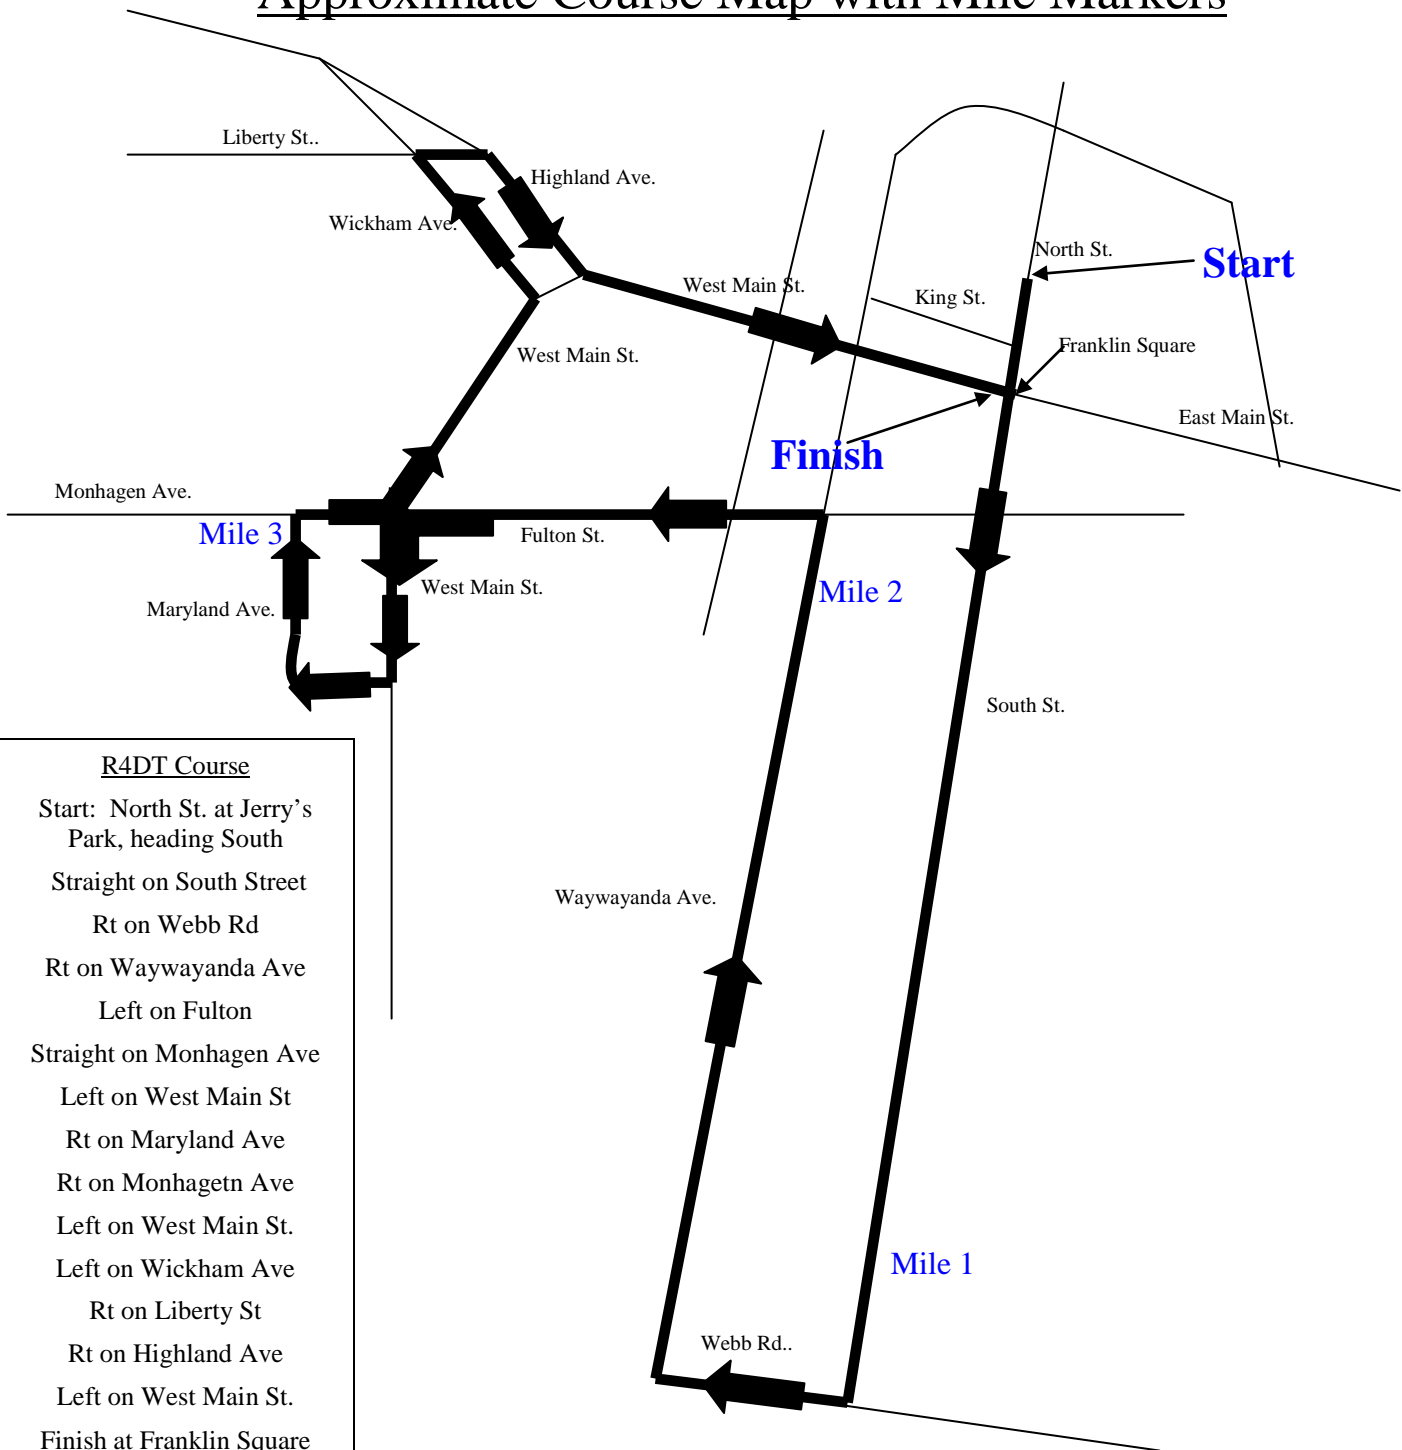 Approximate Course Map with Mile Markers
Liberty St..
Highland Ave.
Wickham Ave.
North St.
Start
West Main St.
King St.
Franklin Square
West Main St.
East Main St.
Finish
Monhagen Ave.
Mile 3
Fulton St.
West Main St.
Mile 2
Maryland Ave.
South St.
R4DT Course
Start:  North St. at Jerry’s
Park, heading South
Straight on South Street
Rt on Webb Rd
Rt on Waywayanda Ave
Left on Fulton
Straight on Monhagen Ave
Left on West Main St
Rt on Maryland Ave
Rt on Monhagetn Ave
Left on West Main St.
Left on Wickham Ave
Rt on Liberty St
Rt on Highland Ave
Left on West Main St.
Finish at Franklin Square
Waywayanda Ave.
Mile 1
Webb Rd..